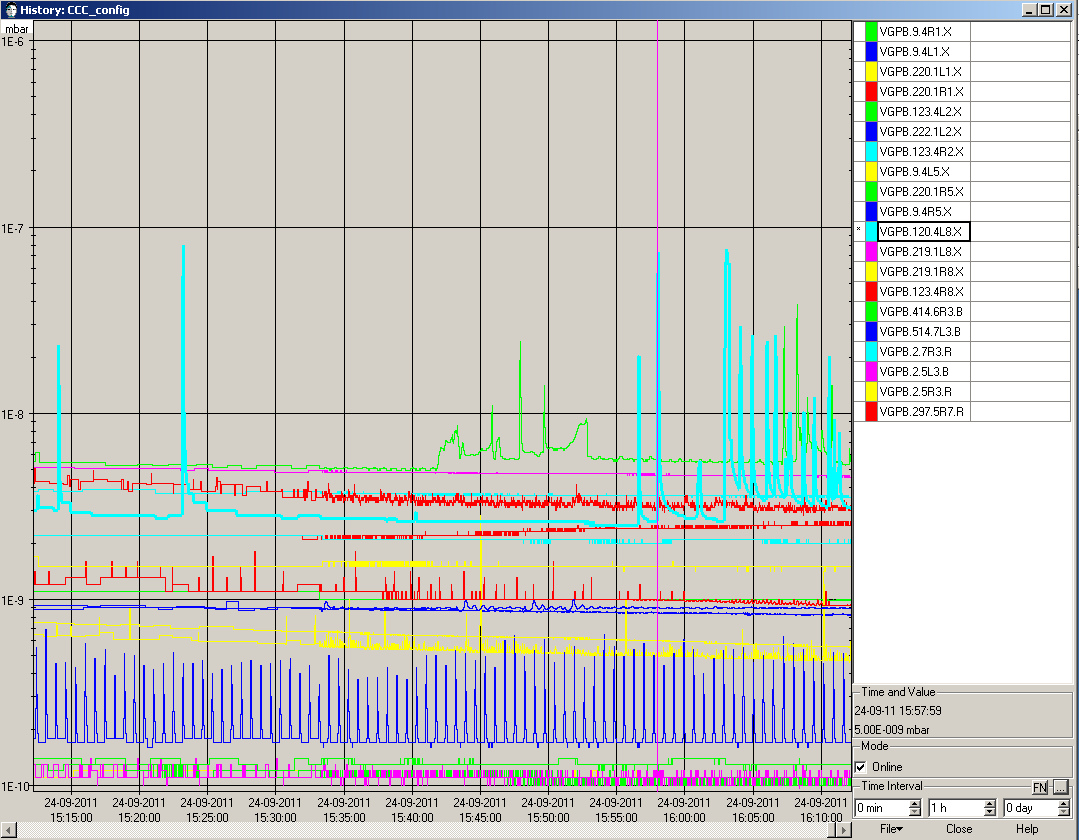 History: CCC_config
mbar
1E-6
1E-7
1E-8
1E-9
1E-10
24-09-2011 24-09-2011 24-09-2011 24-09-2011 24-09-2011 24-09-2011 24-09-2011 24-09-2011 24-09-2011 24-09-2011 24-09-2011 24-09-2011
15:15:00 15:20:00 15:25:00 15:30:00 15:35:00 15:40:00 15:45:00 15:50:00 15:55:00 16:00:00 16:05:00 16:10:00
VGPB.9.4R1.X
VGPB.9.4L1.X
VGPB.220.1L1.X
VGPB.220.1R1.X
VGPB.123.4L2.X
VGPB.222.1L2.X
VGPB.123.4R2.X
VGPB.9.4L5.X
VGPB.220.1R5.X
VGPB.9.4R5.X
* VGPB.120.4L8.X
VGPB.219.1L8.X
VGPB.219.1R8.X
VGPB.123.4R8.X
VGPB.414.6R3.B
VGPB.514.7L3.B
VGPB.2.7R3.R
VGPB.2.5L3.B
VGPB.2.5R3.R
VGPB.297.5R7.R
Time and Value
24-09-11 15:57:59
5.00E-009 mbar
Mode
Online
Time Interval
FN ...
0 min 1 h 0 day
File Close Help